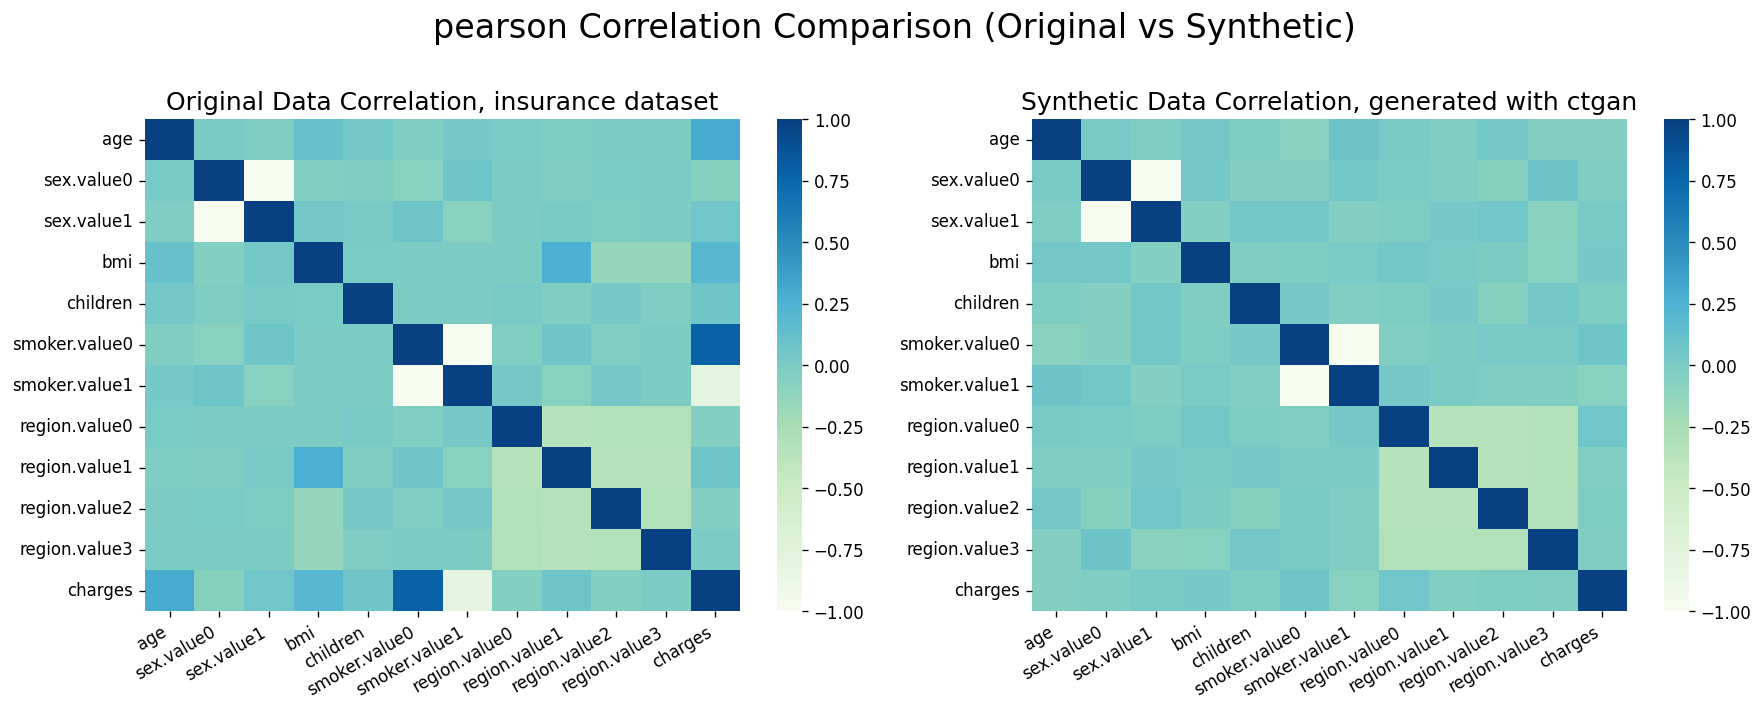 pearson Correlation Comparison (Original vs Synthetic)
Original Data Correlation, insurance dataset
age
sex.value0
sex.value1
bmi
children
smoker.value0
smoker.value1
region.value0
region.value1
region.value2
region.value3
charges
age
sex.value0
sex.value1
bmi
children
smoker.value0
smoker.value1
region.value0
region.value1
region.value2
region.value3
charges
1.00
0.75
0.50
0.25
0.00
−0.25
−0.50
−0.75
−1.00
Synthetic Data Correlation, generated with ctgan
age
sex.value0
sex.value1
bmi
children
smoker.value0
smoker.value1
region.value0
region.value1
region.value2
region.value3
charges
age
sex.value0
sex.value1
bmi
children
smoker.value0
smoker.value1
region.value0
region.value1
region.value2
region.value3
charges
1.00
0.75
0.50
0.25
0.00
−0.25
−0.50
−0.75
−1.00